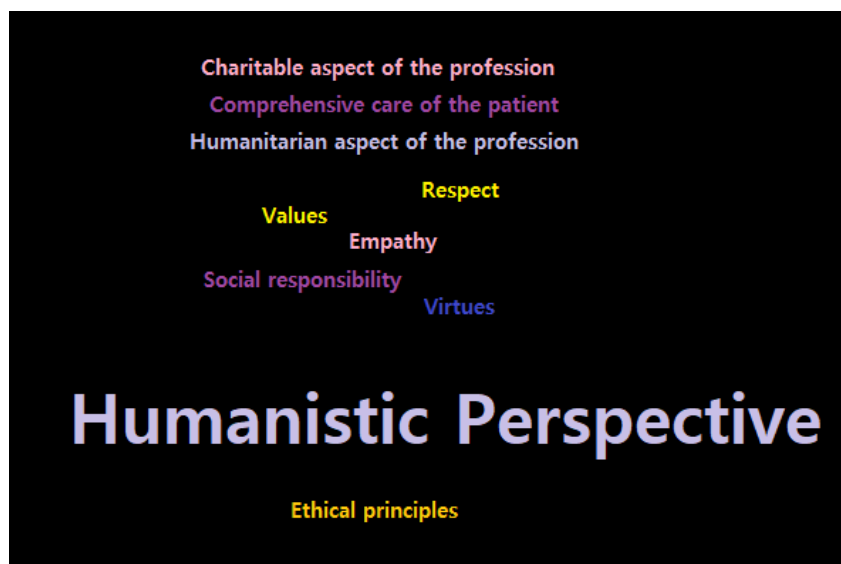 Charitable aspect of the profession
Comprehensive care of the patient
Humanitarian aspect of the profession
Respect
Values
Empathy
Social responsibility
Virtues
Humanistic Perspective
Ethical principles